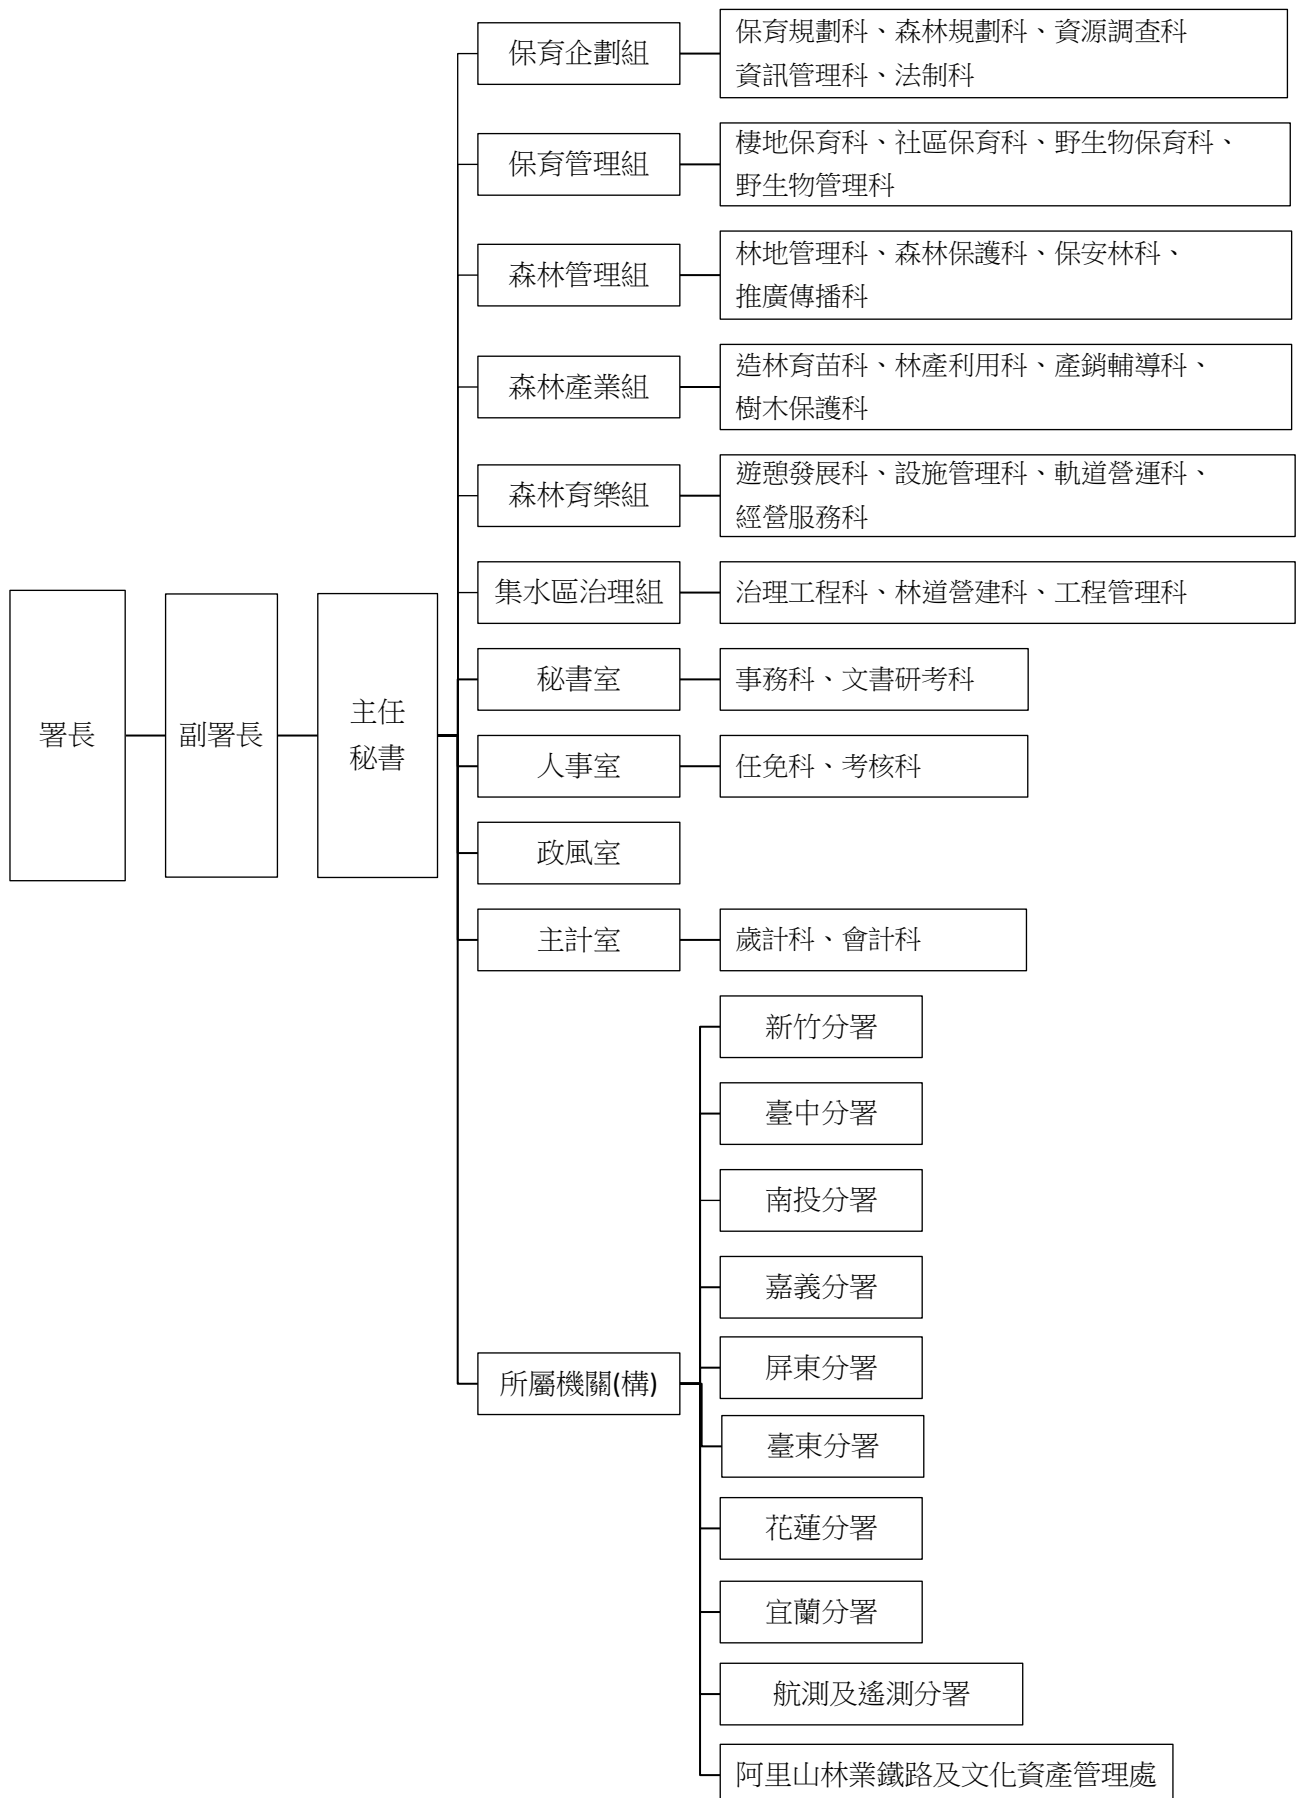 署長
副署長
主任
秘書
保育企劃組
保育規劃科、森林規劃科、資源調查科
資訊管理科、法制科
保育管理組
棲地保育科、社區保育科、野生物保育科、
野生物管理科
森林管理組
林地管理科、森林保護科、保安林科、
推廣傳播科
森林產業組
造林育苗科、林產利用科、產銷輔導科、
樹木保護科
森林育樂組
遊憩發展科、設施管理科、軌道營運科、
經營服務科
集水區治理組
治理工程科、林道營建科、工程管理科
秘書室
事務科、文書研考科
人事室
任免科、考核科
政風室
主計室
歲計科、會計科
所屬機關(構)
新竹分署
臺中分署
南投分署
嘉義分署
屏東分署
臺東分署
花蓮分署
宜蘭分署
航測及遙測分署
阿里山林業鐵路及文化資產管理處